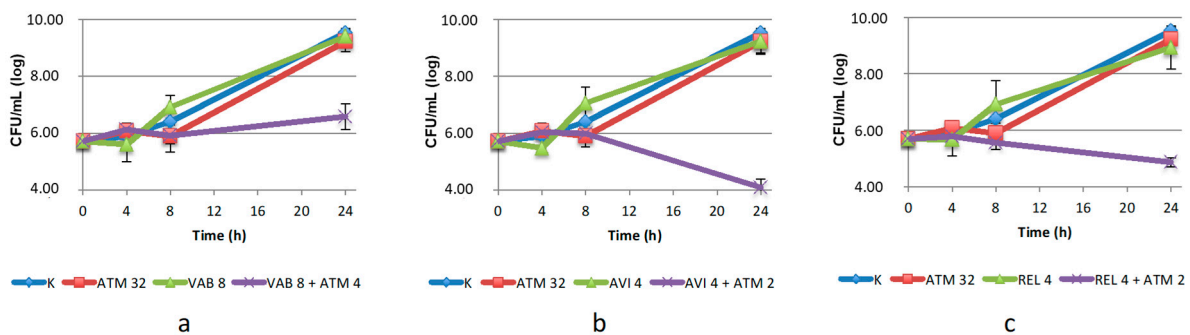 10.00
8.00
6.00
4.00
CFU/mL (log)
0 4 8 12 16 20 24
Time (h)
K ATM 32 VAB 8 VAB 8 + ATM 4
a
10.00
8.00
6.00
4.00
CFU/mL (log)
0 4 8 12 16 20 24
Time (h)
K ATM 32 AVI 4 AVI 4 + ATM 2
b
10.00
8.00
6.00
4.00
CFU/mL (log)
0 4 8 12 16 20 24
Time (h)
K ATM 32 REL 4 REL 4 + ATM 2
c